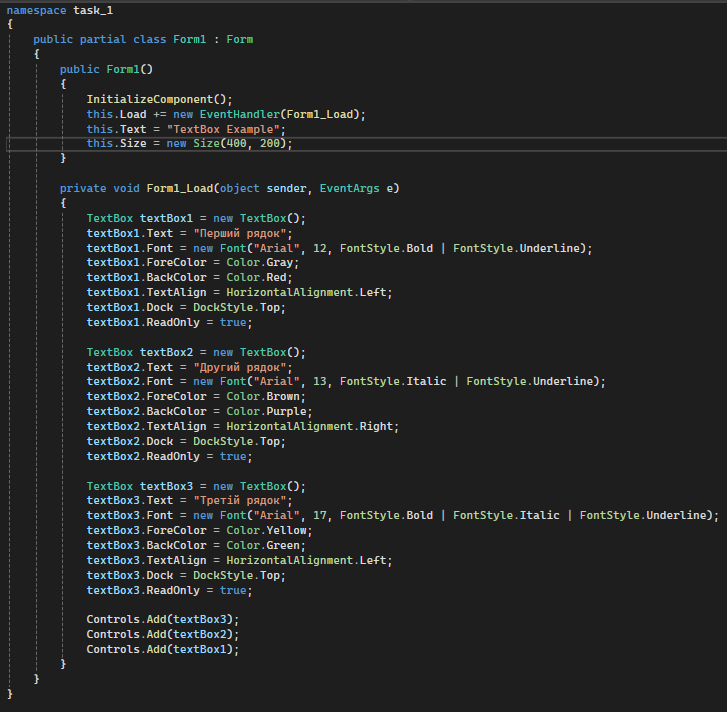 namespace task_1
{
    public partial class Form1 : Form
    {
        public Form1()
        {
            InitializeComponent();
            this.Load += new EventHandler(Form1_Load);
            this.Text = "TextBox Example";
            this.Size = new Size(400, 200);
        }

        private void Form1_Load(object sender, EventArgs e)
        {
            TextBox textBox1 = new TextBox();
            textBox1.Text = "Перший рядок";
            textBox1.Font = new Font("Arial", 12, FontStyle.Bold | FontStyle.Underline);
            textBox1.ForeColor = Color.Gray;
            textBox1.BackColor = Color.Red;
            textBox1.TextAlign = HorizontalAlignment.Left;
            textBox1.Dock = DockStyle.Top;
            textBox1.ReadOnly = true;

            TextBox textBox2 = new TextBox();
            textBox2.Text = "Другий рядок";
            textBox2.Font = new Font("Arial", 13, FontStyle.Italic | FontStyle.Underline);
            textBox2.ForeColor = Color.Brown;
            textBox2.BackColor = Color.Purple;
            textBox2.TextAlign = HorizontalAlignment.Right;
            textBox2.Dock = DockStyle.Top;
            textBox2.ReadOnly = true;

            TextBox textBox3 = new TextBox();
            textBox3.Text = "Третій рядок";
            textBox3.Font = new Font("Arial", 17, FontStyle.Bold | FontStyle.Italic | FontStyle.Underline);
            textBox3.ForeColor = Color.Yellow;
            textBox3.BackColor = Color.Green;
            textBox3.TextAlign = HorizontalAlignment.Left;
            textBox3.Dock = DockStyle.Top;
            textBox3.ReadOnly = true;

            Controls.Add(textBox3);
            Controls.Add(textBox2);
            Controls.Add(textBox1);
        }
    }
}